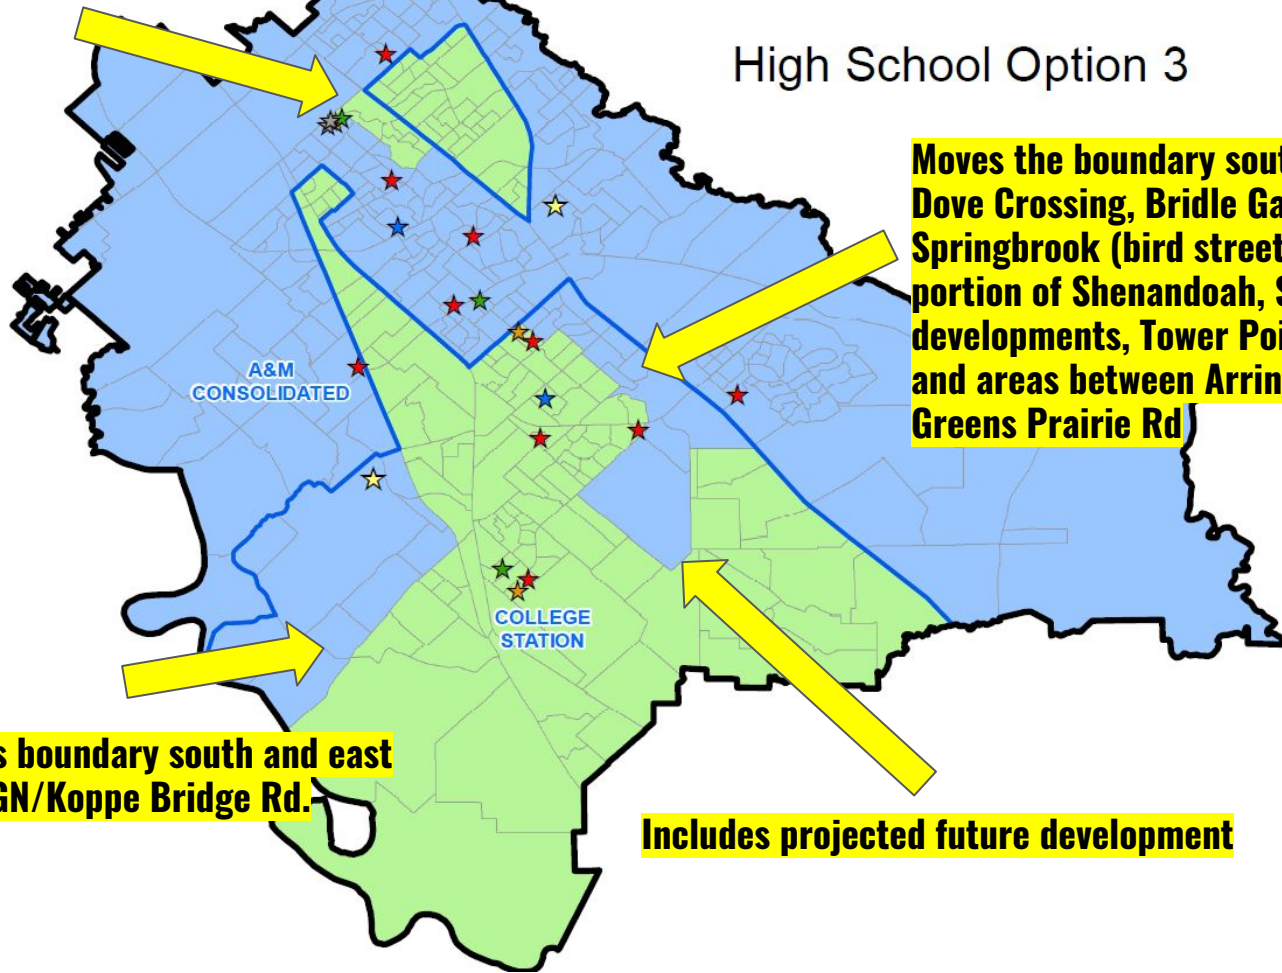 High School Option 3
Moves the boundary sout
Dove Crossing, Bridle Ga
Springbrook (bird street
portion of Shenandoah, S
developments, Tower Poi
and areas between Arrin
Greens Prairie Rd
A&M
CONSOLIDATED
COLLEGE
STATION
s boundary south and east
GN/Koppe Bridge Rd.
Includes projected future development